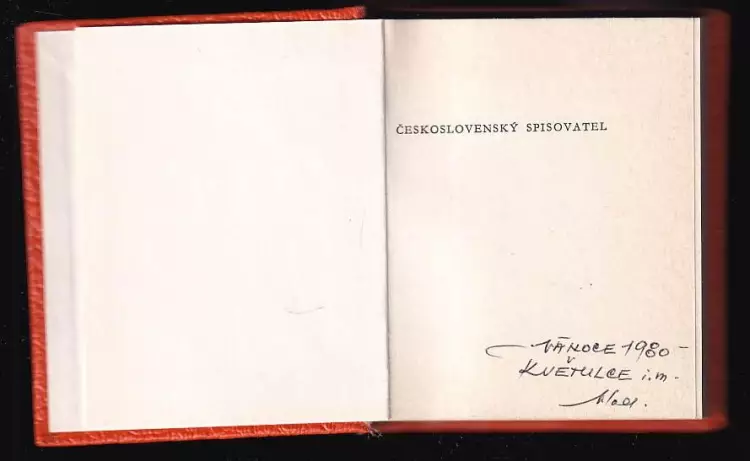 ČESKOSLOVENSKÝ SPISOVATEL
VÁNOCE 1980
KVĚTULCE i.m.